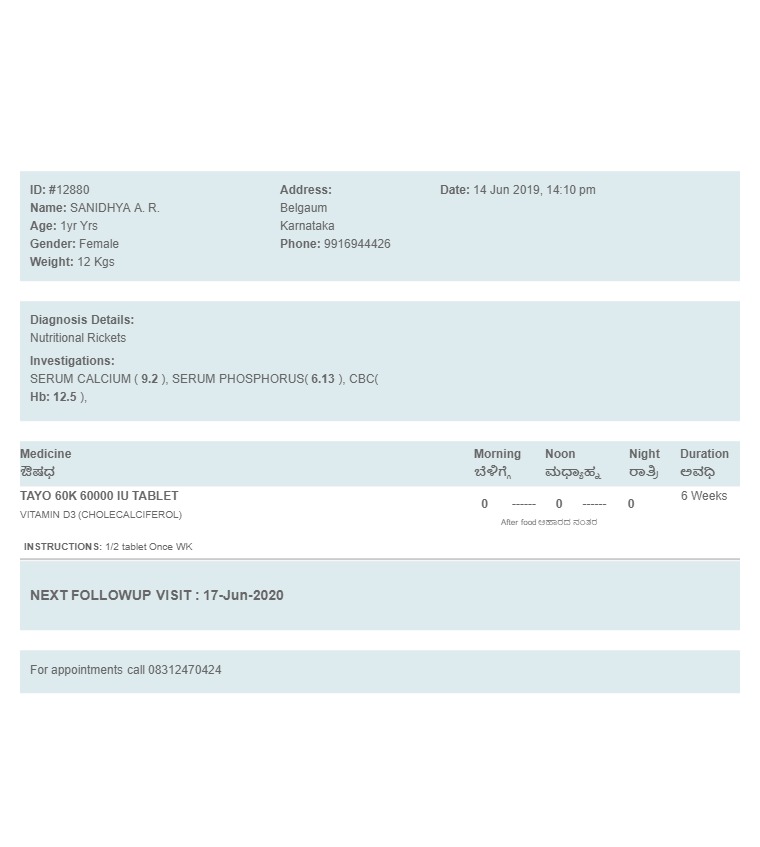 ID: #12880
Name: SANIDHYA A. R.
Age: 1yr Yrs
Gender: Female
Weight: 12 Kgs
Address:
Belgaum
Karnataka
Phone: 9916944426
Date: 14 Jun 2019, 14:10 pm
Diagnosis Details:
Nutritional Rickets
Investigations:
SERUM CALCIUM ( 9.2 ), SERUM PHOSPHORUS( 6.13 ), CBC(
Hb: 12.5 ),
Medicine Morning Noon Night Duration
ಔಷಧ ಬೆಳಿಗ್ಗೆ ಮಧ್ಯಾಹ್ನ ರಾತ್ರಿ ಅವಧಿ
TAYO 60K 60000 IU TABLET 6 Weeks
0 ------ 0 ------ 0
VITAMIN D3 (CHOLECALCIFEROL)
After food ಆಹಾರದ ನಂತರ
INSTRUCTIONS: 1/2 tablet Once WK
NEXT FOLLOWUP VISIT : 17-Jun-2020
For appointments call 08312470424